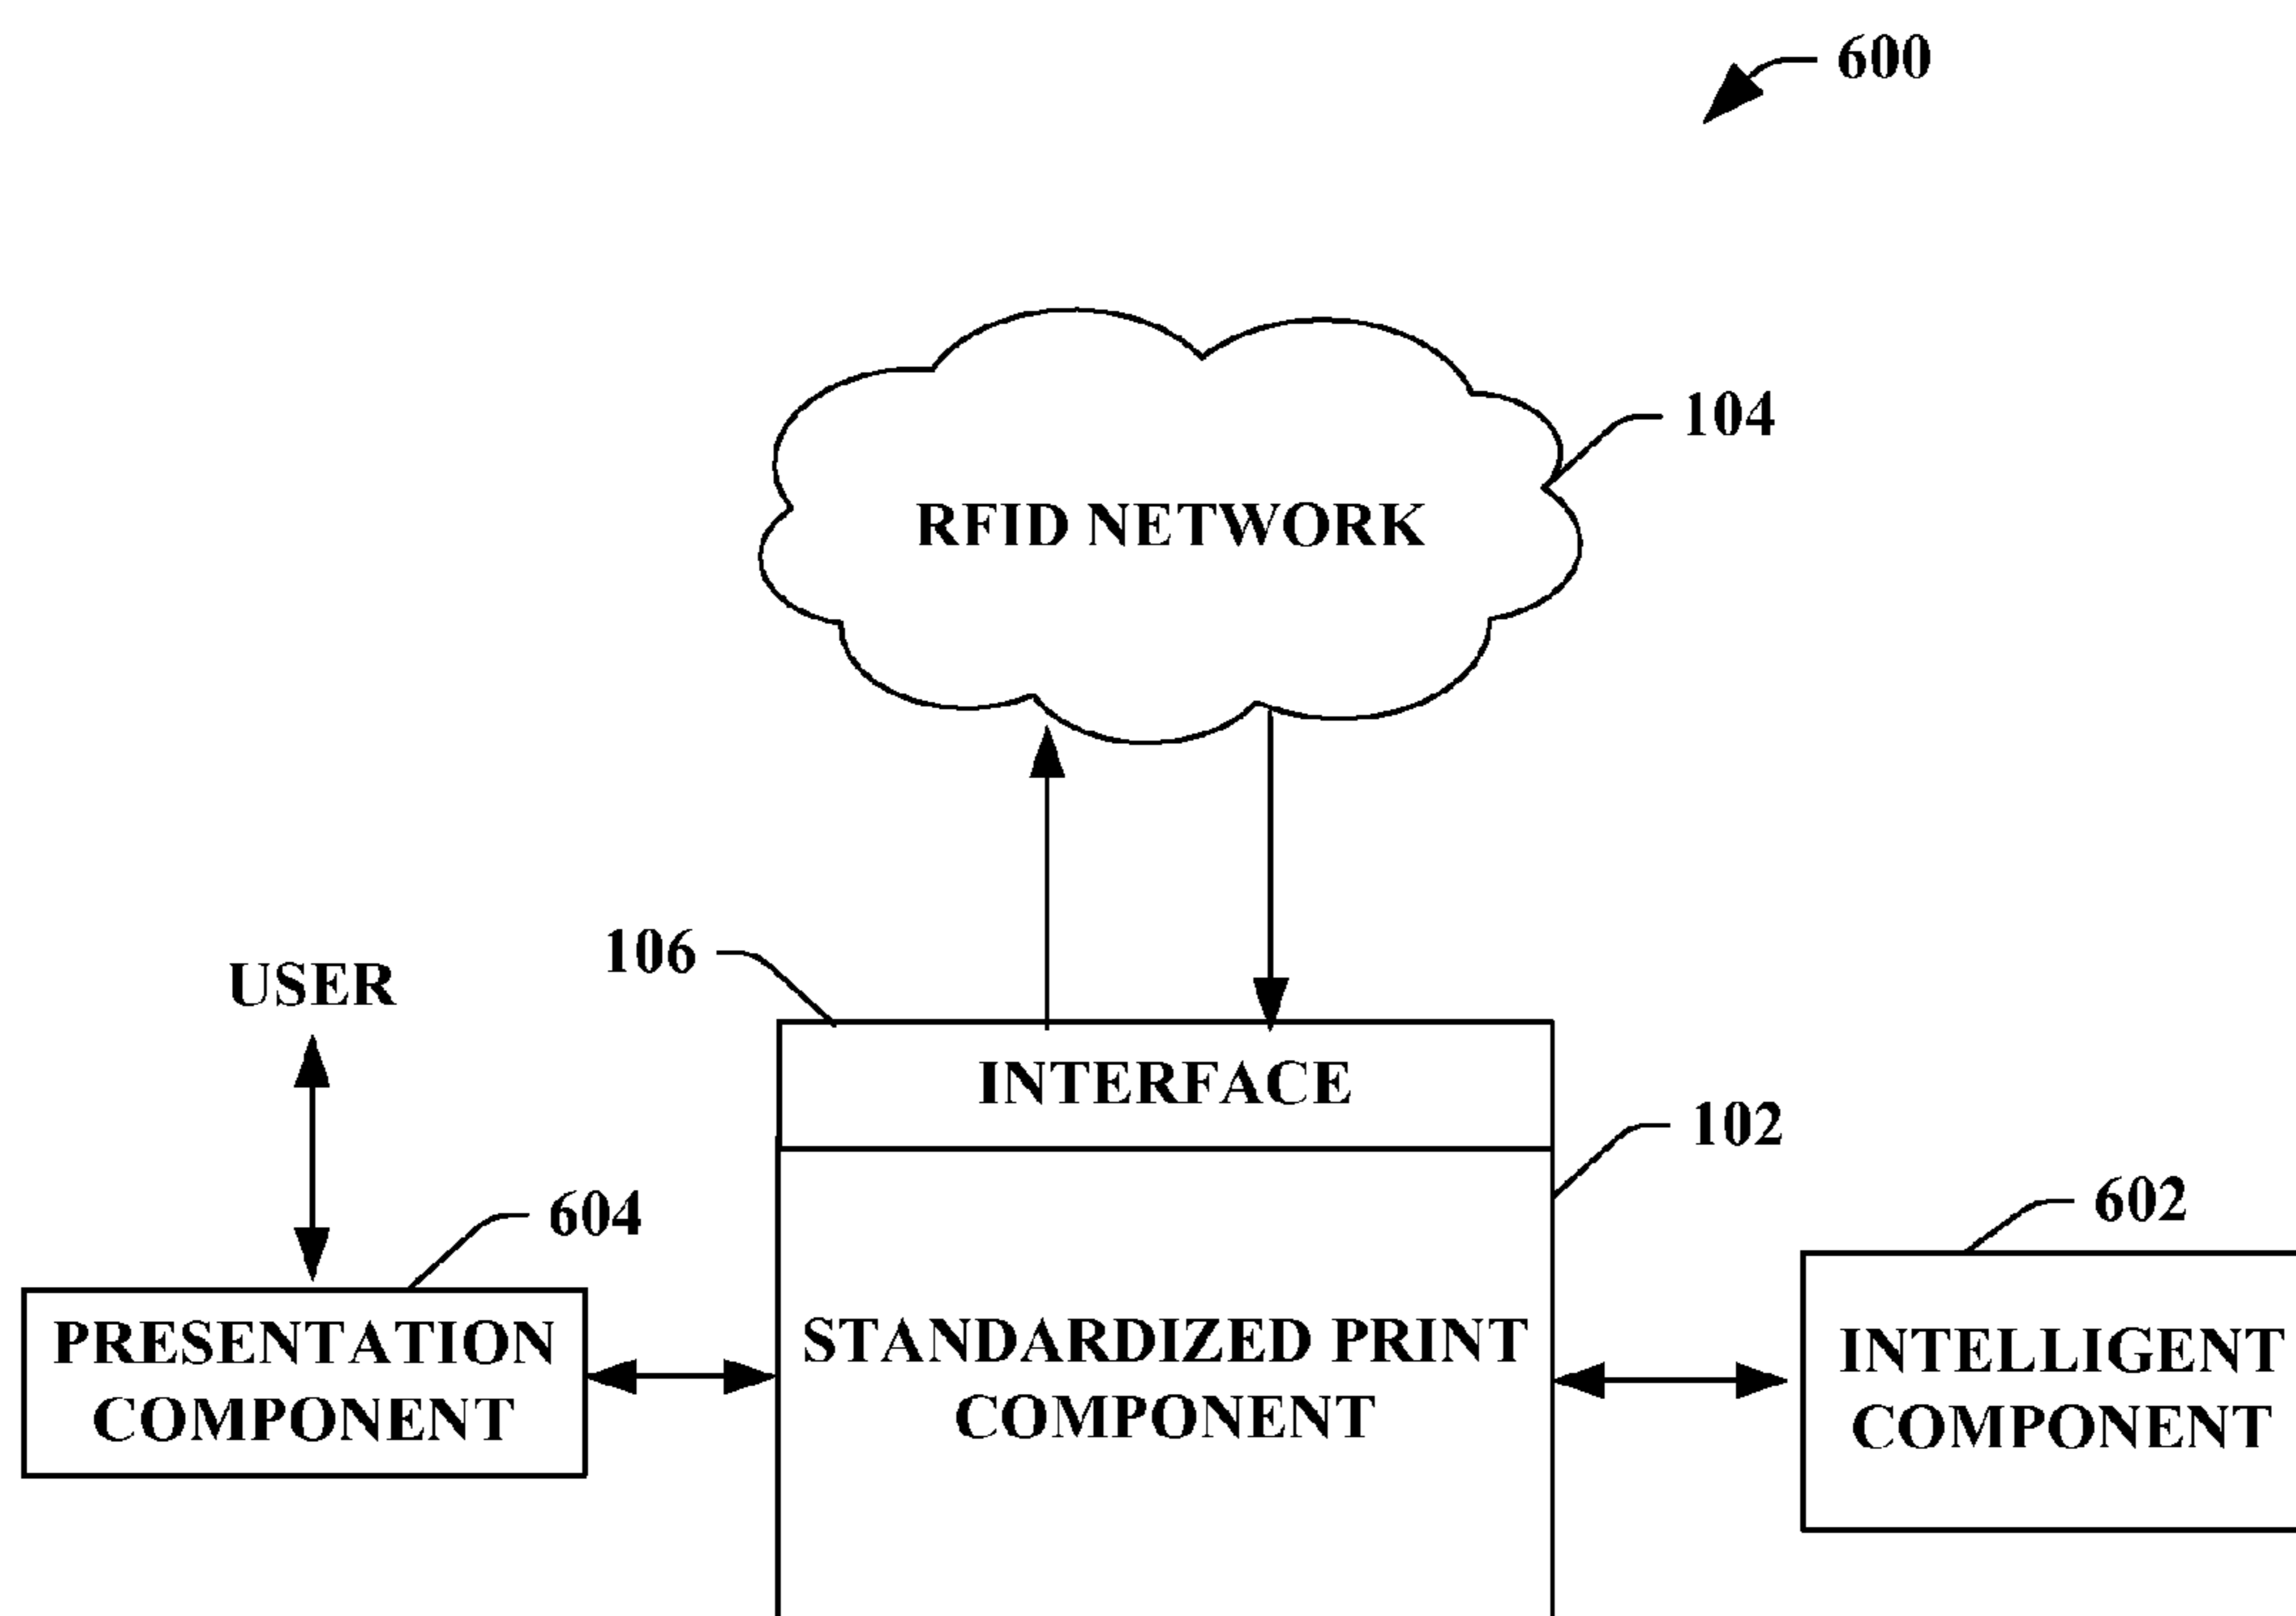 600
104
RFID NETWORK
106
USER
INTERFACE
102
604
602
PRESENTATION
COMPONENT
STANDARDIZED PRINT
COMPONENT
INTELLIGENT
COMPONENT